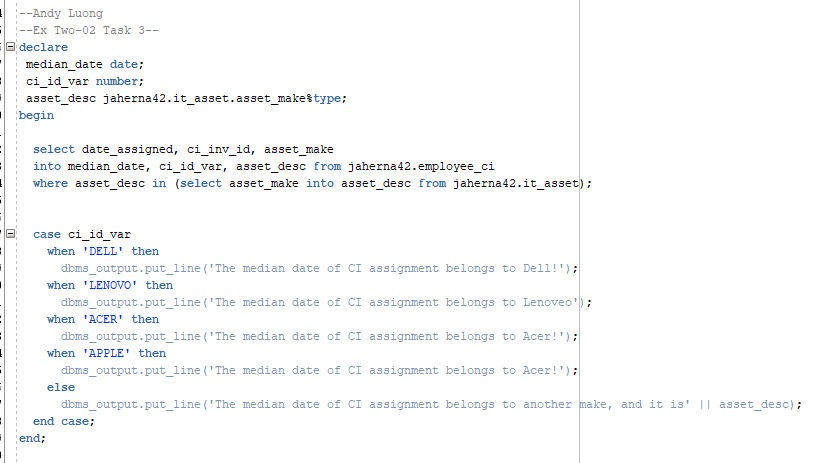 --Andy Luong
--Ex Two-02 Task 3--
declare
median_date date;
ci_id_var number;
asset_desc jaherna42.it_asset.asset_make%type;
begin
select date_assigned, ci_inv_id, asset_make
into median_date, ci_id_var, asset_desc from jaherna42.employee_ci
where asset_desc in (select asset_make into asset_desc from jaherna42.it_asset);
case ci_id_var
when 'DELL' then
dbms_output.put_line('The median date of CI assignment belongs to Dell!');
when 'LENOVO' then
dbms_output.put_line('The median date of CI assignment belongs to Lenoveo');
when 'ACER' then
dbms_output.put_line('The median date of CI assignment belongs to Acer!');
when 'APPLE' then
dbms_output.put_line('The median date of CI assignment belongs to Acer!');
else
dbms_output.put_line('The median date of CI assignment belongs to another make, and it is' || asset_desc);
end case;
end;